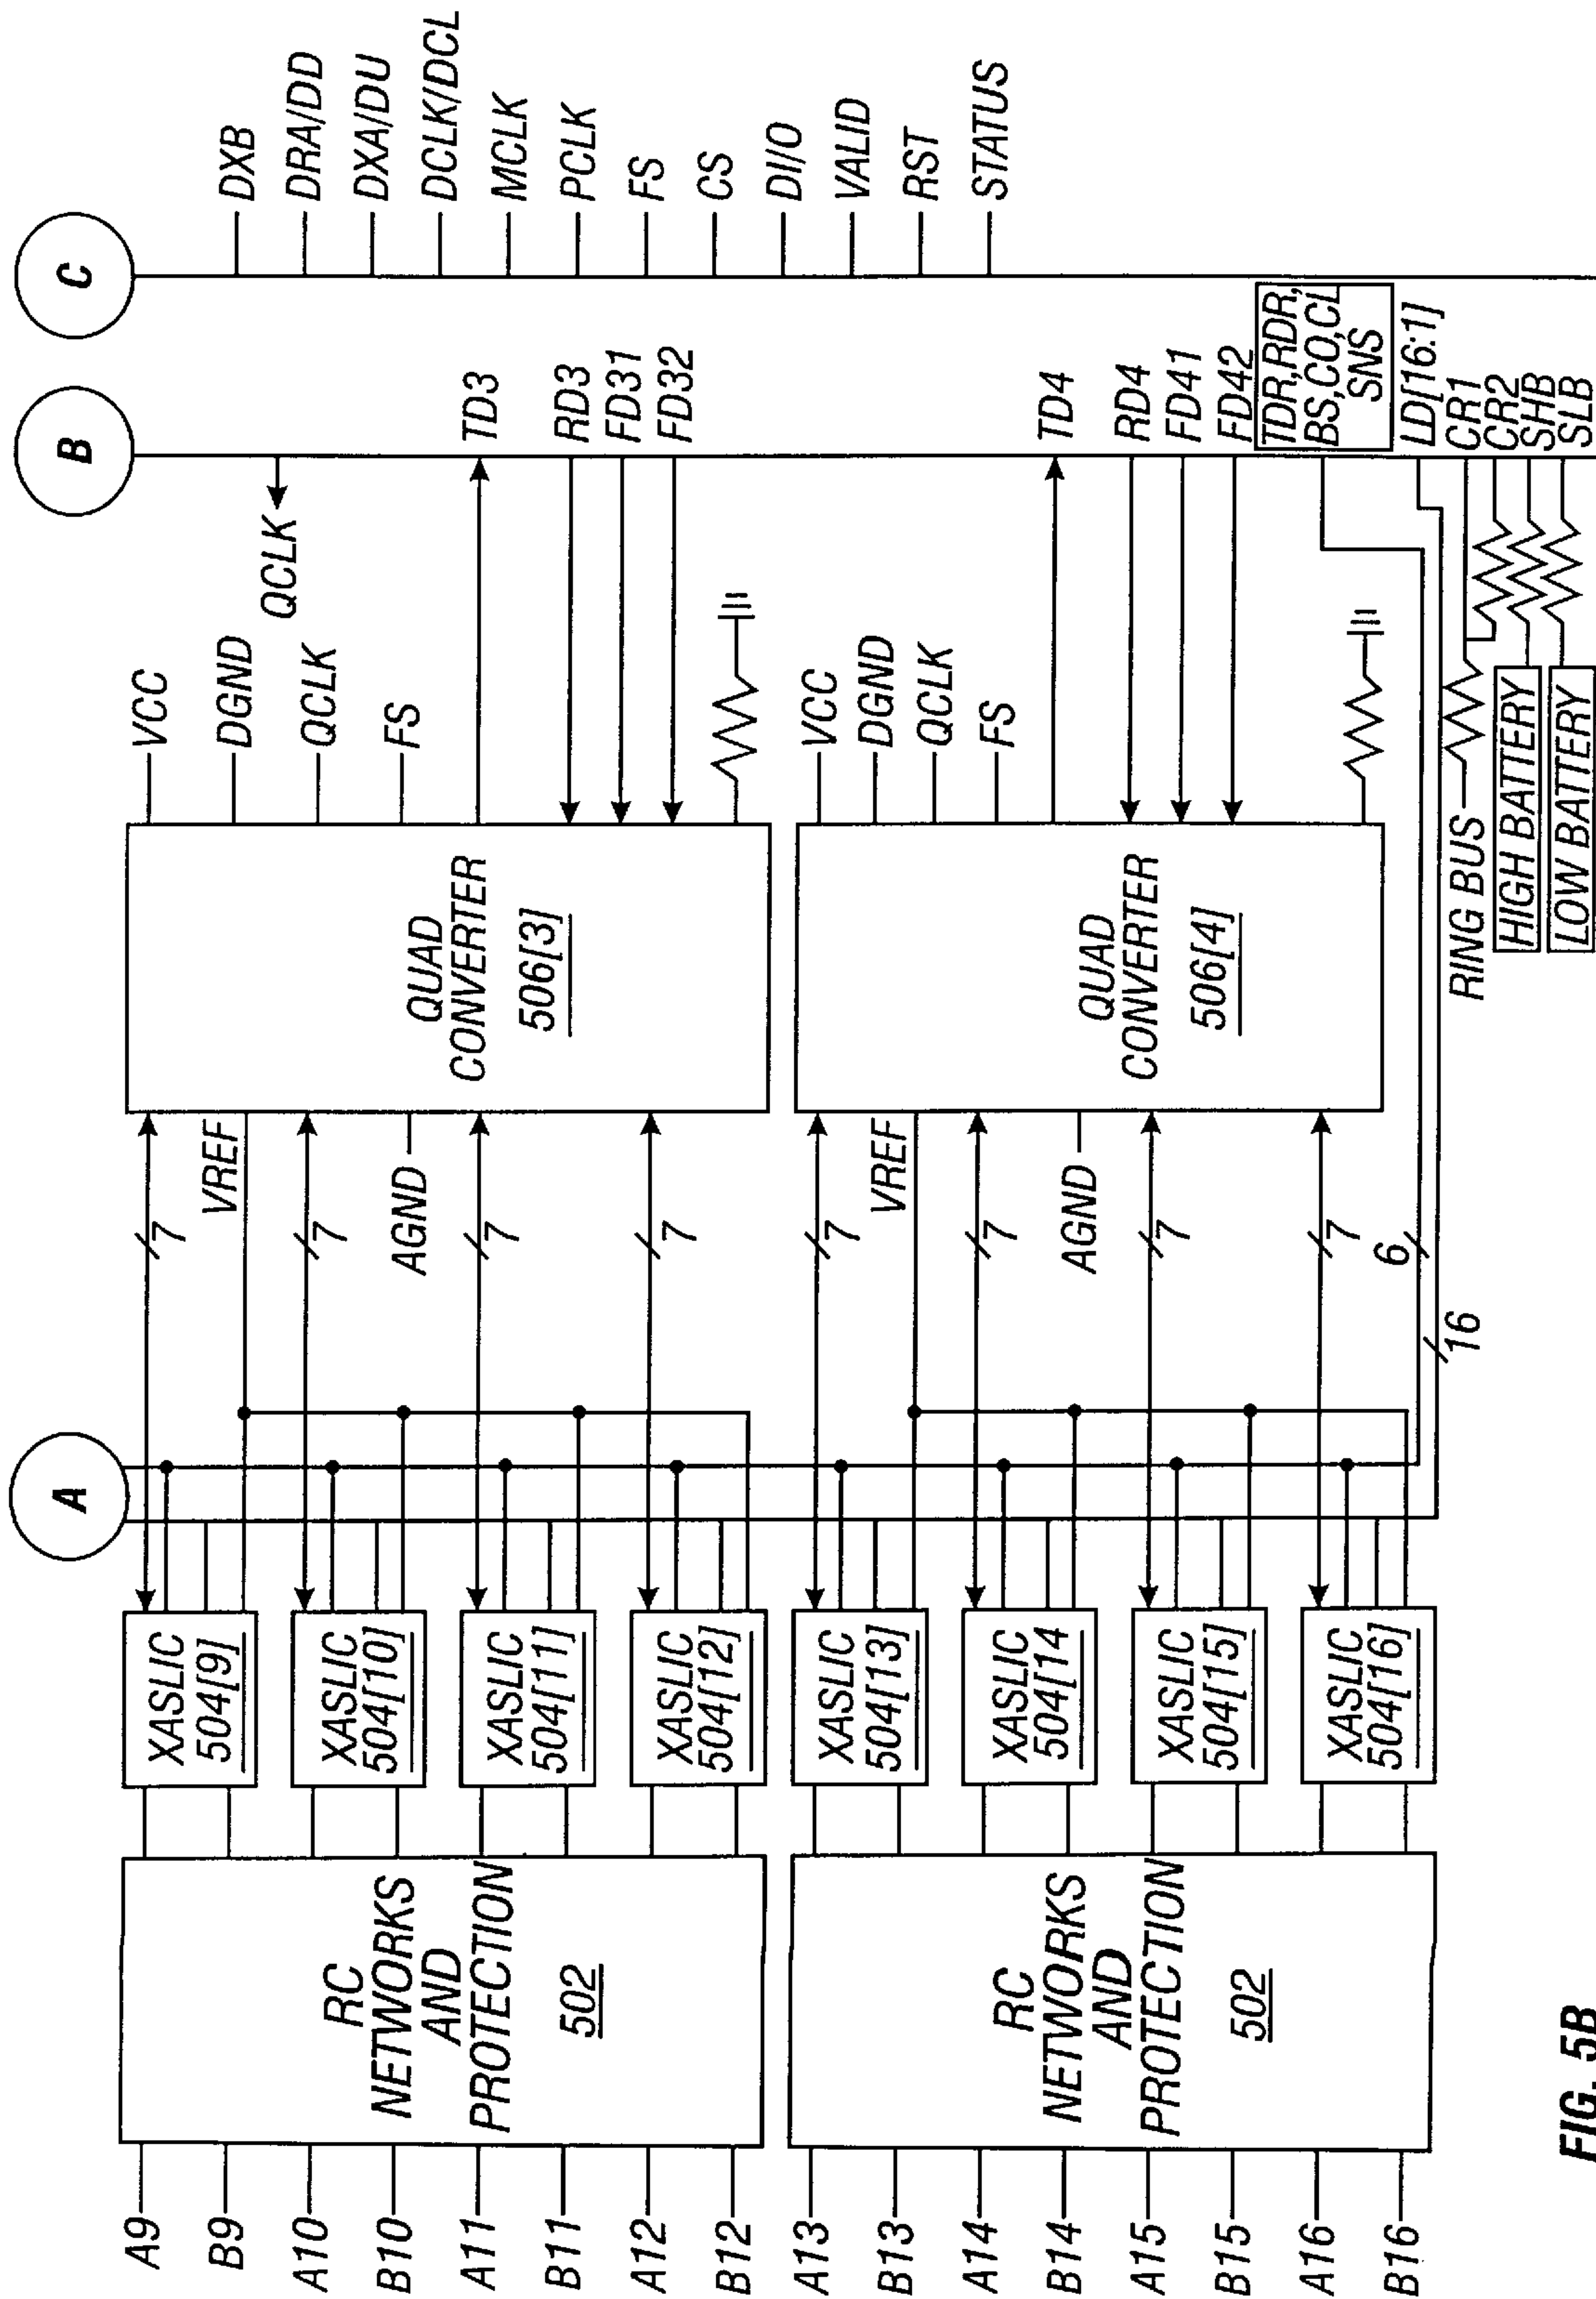 A
B
C
A9
B9
A10
B10
A11
B11
A12
B12
RC
NETWORKS
AND
PROTECTION
502
XASLIC
504[9]
XASLIC
504[10]
XASLIC
504[11]
XASLIC
504[12]
7
VREF
7
AGND
7
7
QUAD
CONVERTER
506[3]
VCC
DGND
QCLK
FS
QCLK
TD3
RD3
FD31
FD32
DXB
DRA/DD
DXA/DU
DCLK/DCL
MCLK
PCLK
FS
CS
DI/O
VALID
RST
STATUS
A13
B13
A14
B14
A15
B15
A16
B16
RC
NETWORKS
AND
PROTECTION
502
XASLIC
504[13]
XASLIC
504[14
XASLIC
504[15]
XASLIC
504[16]
7
VREF
7
AGND
7
7
6
16
QUAD
CONVERTER
506[4]
VCC
DGND
QCLK
FS
TD4
RD4
FD41
FD42
TDR,RDR,
BS,CO,CL
SNS
LD[16:1]
CR1
CR2
SHB
SLB
RING BUS
HIGH BATTERY
LOW BATTERY
FIG. 5B